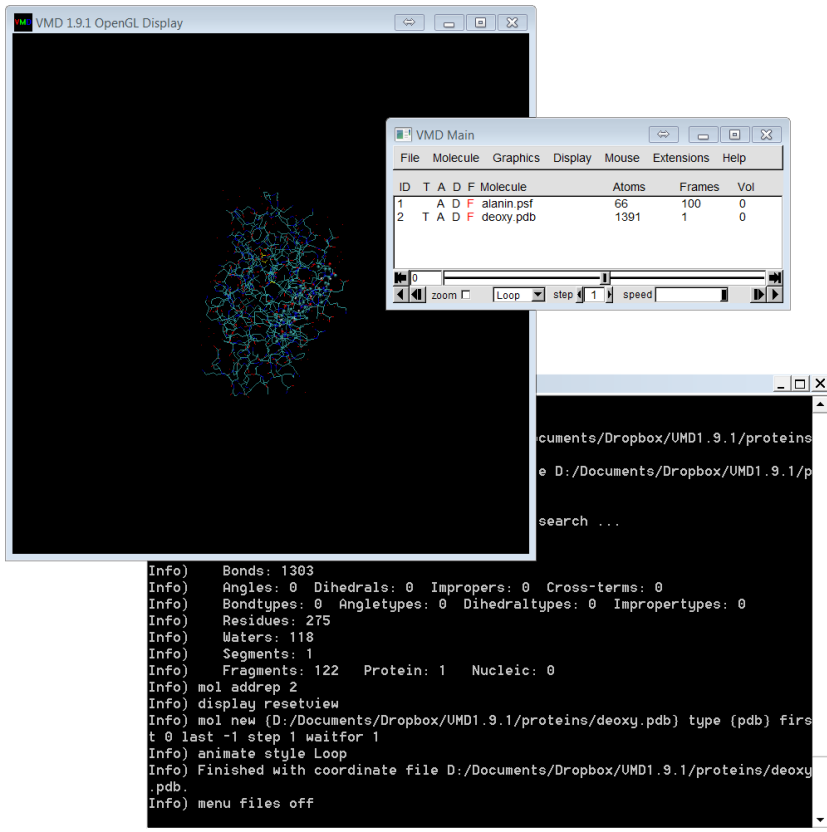 VMD 1.9.1 OpenGL Display
VMD Main
File Molecule Graphics Display Mouse Extensions Help
ID T A D F Molecule Atoms Frames Vol
1 A D F alanin.psf 66 100 0
2 T A D F deoxy.pdb 1391 1 0
0
zoom Loop step 1 speed
cuments/Dropbox/VMD1.9.1/proteins
e D:/Documents/Dropbox/VMD1.9.1/p
search ...
Info) Bonds: 1303
Info) Angles: 0 Dihedrals: 0 Impropers: 0 Cross-terms: 0
Info) Bondtypes: 0 Angletypes: 0 Dihedraltypes: 0 Impropertypes: 0
Info) Residues: 275
Info) Waters: 118
Info) Segments: 1
Info) Fragments: 122 Protein: 1 Nucleic: 0
Info) mol addrep 2
Info) display resetview
Info) mol new {D:/Documents/Dropbox/VMD1.9.1/proteins/deoxy.pdb} type {pdb} firs
t 0 last -1 step 1 waitfor 1
Info) animate style Loop
Info) Finished with coordinate file D:/Documents/Dropbox/VMD1.9.1/proteins/deoxy
.pdb.
Info) menu files off